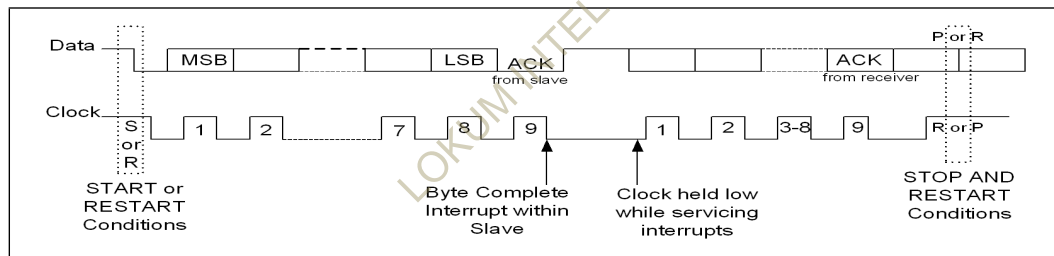 P or R
Data
MSB
LSB
ACK
from slave
ACK
from receiver
Clock
S
or
R
1
2
7
8
9
1
2
3-8
9
R or P
START or
RESTART
Conditions
Byte Complete
Interrupt within
Slave
Clock held low
while servicing
interrupts
STOP AND
RESTART
Conditions
LOKUM INTEL